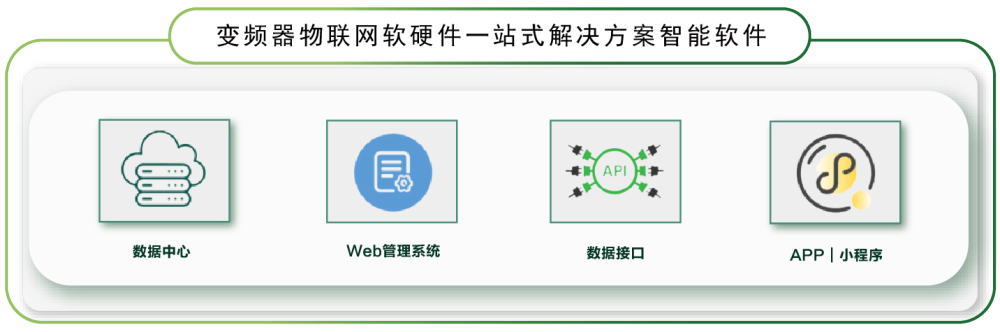 变频器物联网软硬件一站式解决方案智能软件
API
数据中心
Web管理系统
数据接口
APP｜小程序